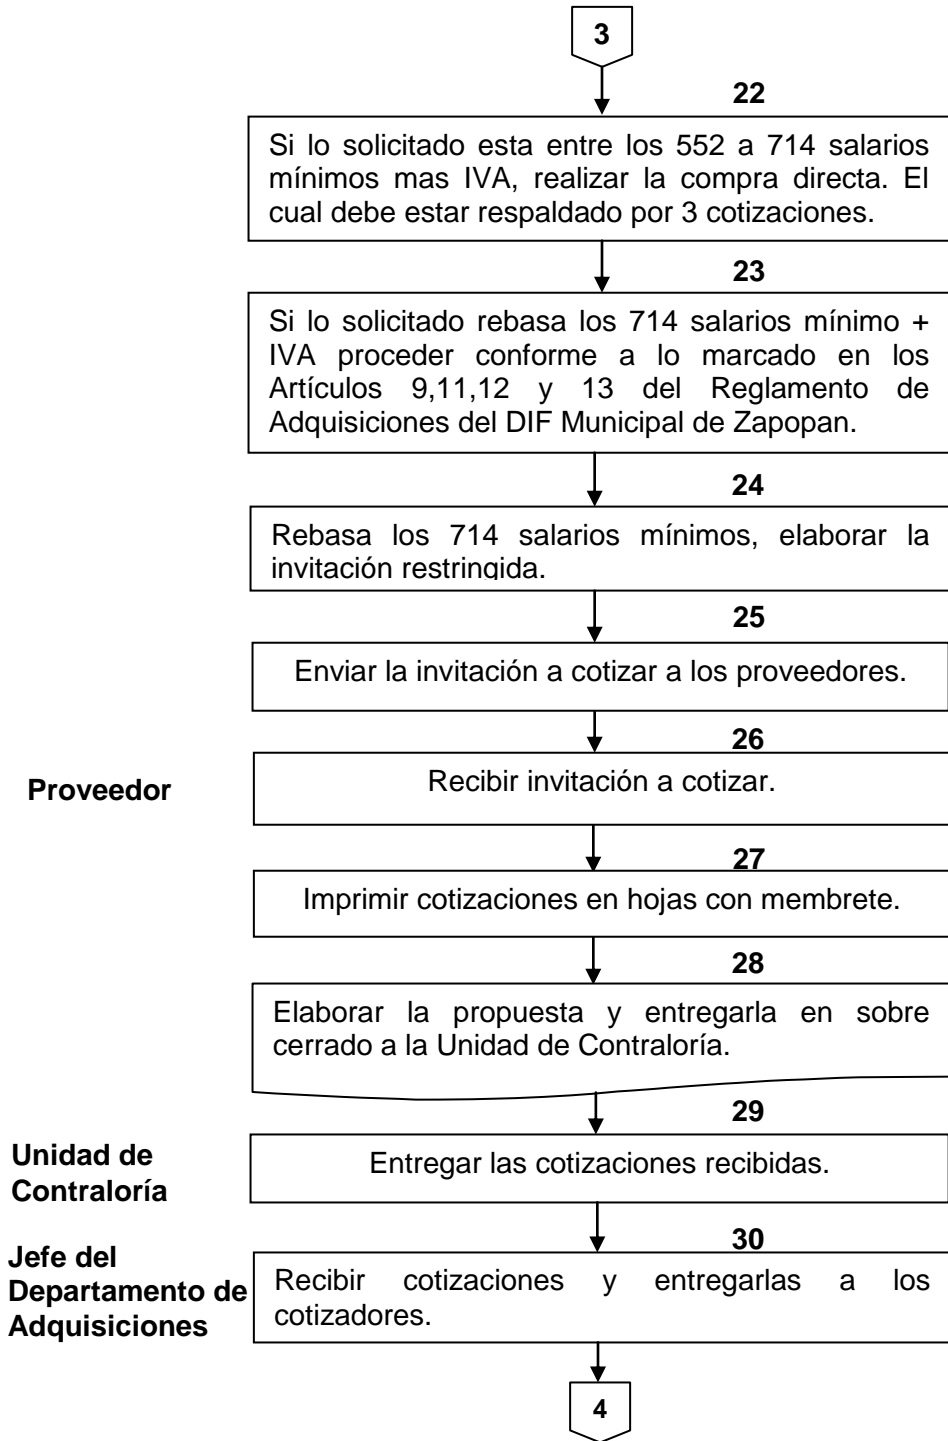 3
22
Si lo solicitado esta entre los 552 a 714 salarios
mínimos mas IVA, realizar la compra directa. El
cual debe estar respaldado por 3 cotizaciones.
23
Si lo solicitado rebasa los 714 salarios mínimo +
IVA proceder conforme a lo marcado en los
Artículos 9,11,12 y 13 del Reglamento de
Adquisiciones del DIF Municipal de Zapopan.
24
Rebasa los 714 salarios mínimos, elaborar la
invitación restringida.
25
Enviar la invitación a cotizar a los proveedores.
26
Proveedor
Recibir invitación a cotizar.
27
Imprimir cotizaciones en hojas con membrete.
28
Elaborar la propuesta y entregarla en sobre
cerrado a la Unidad de Contraloría.
29
Unidad de
Contraloría
Entregar las cotizaciones recibidas.
30
Jefe del
Departamento de
Adquisiciones
Recibir cotizaciones y entregarlas a los
cotizadores.
4